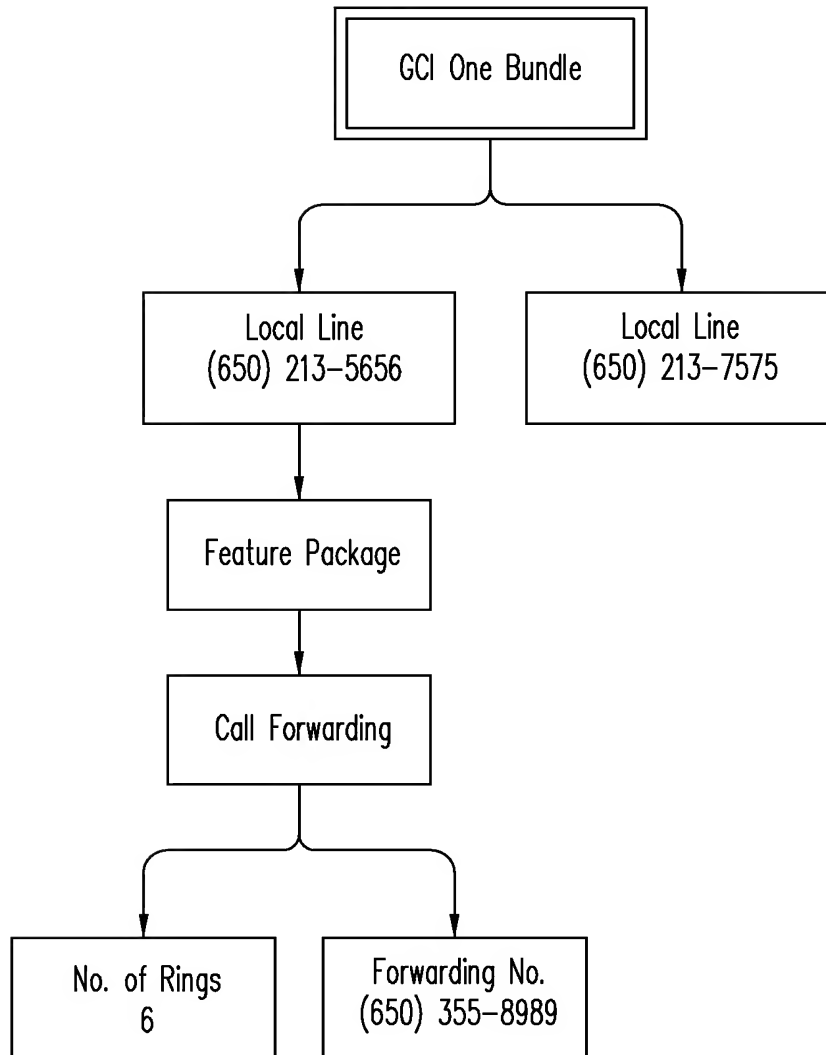 GCI One Bundle
Local Line
(650) 213-5656
Local Line
(650) 213-7575
Feature Package
Call Forwarding
No. of Rings
6
Forwarding No.
(650) 355-8989